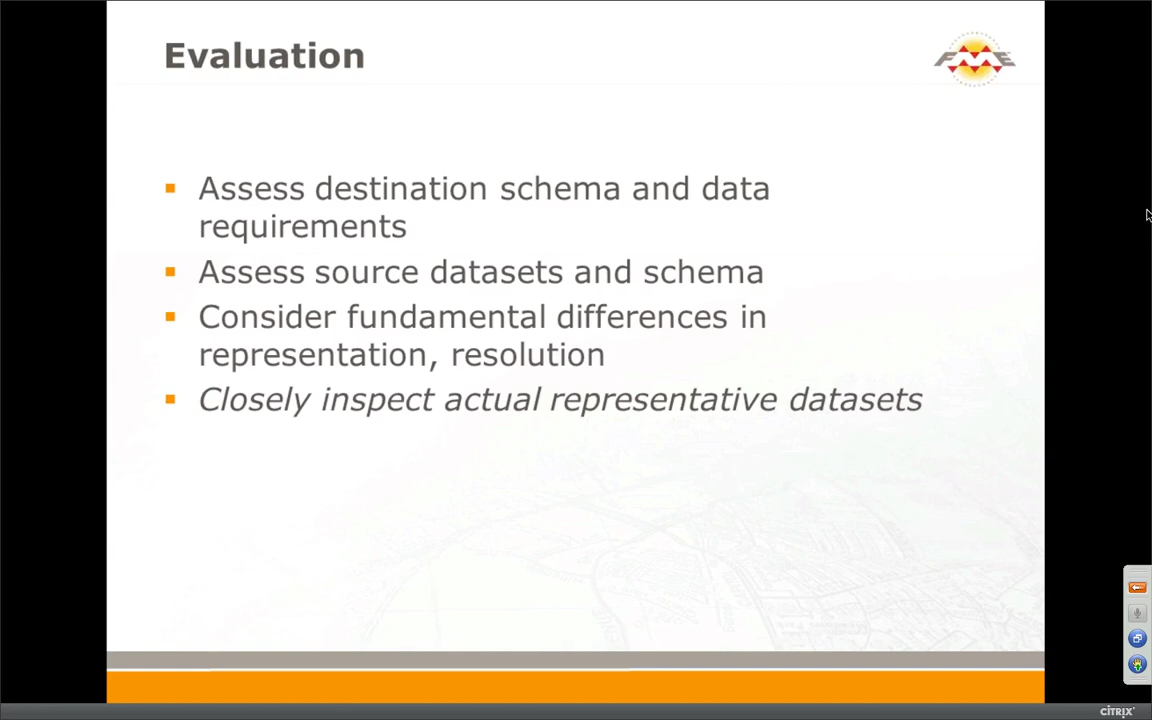 Evaluation
FME
Assess destination schema and data
requirements
Assess source datasets and schema
Consider fundamental differences in
representation, resolution
Closely inspect actual representative datasets
CITRIX